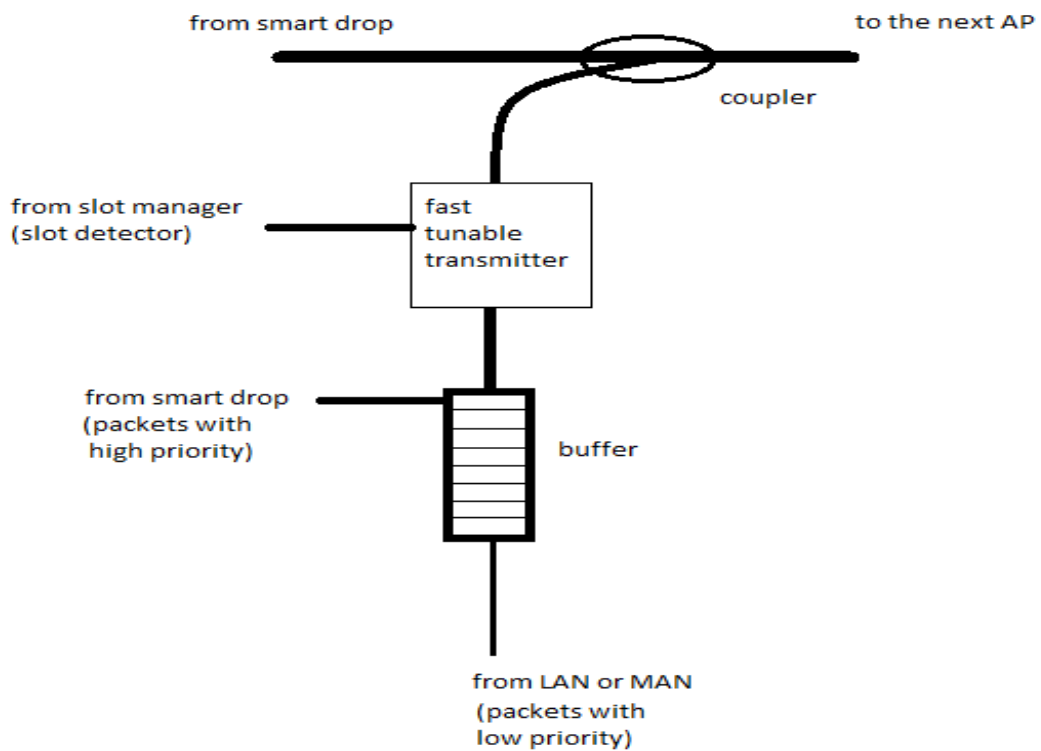 from smart drop
to the next AP
coupler
from slot manager
(slot detector)
fast
tunable
transmitter
from smart drop
(packets with
high priority)
buffer
from LAN or MAN
(packets with
low priority)